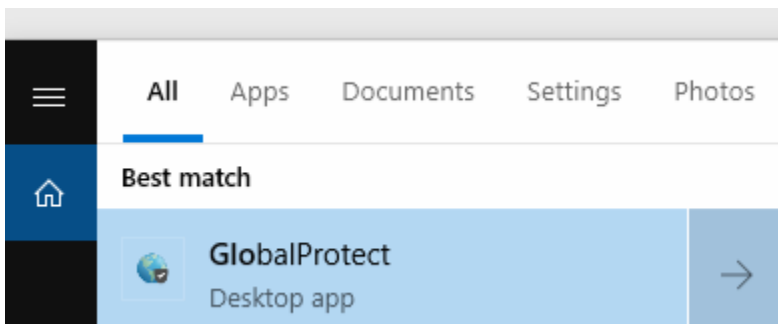 All Apps Documents Settings Photos
Best match
GlobalProtect
Desktop app